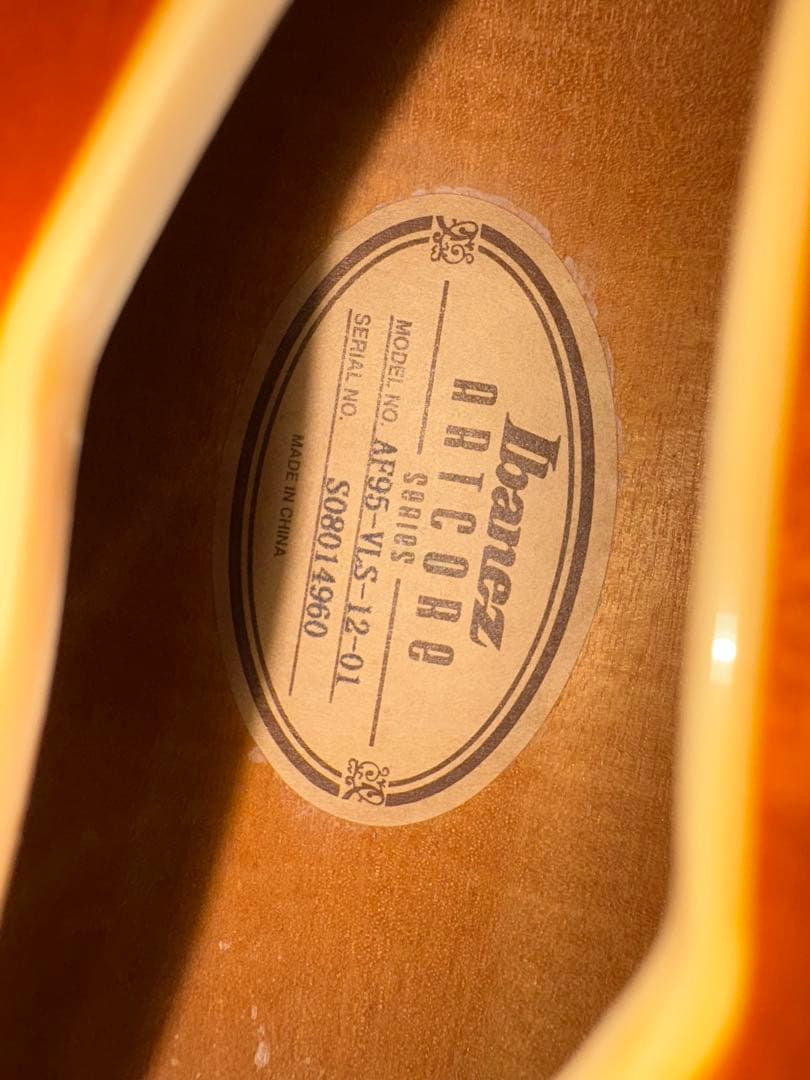 Ibanez
ARTCORE
SERIES
MODEL NO. AF95-VLS-12-01
SERIAL NO. S08014960
MADE IN CHINA